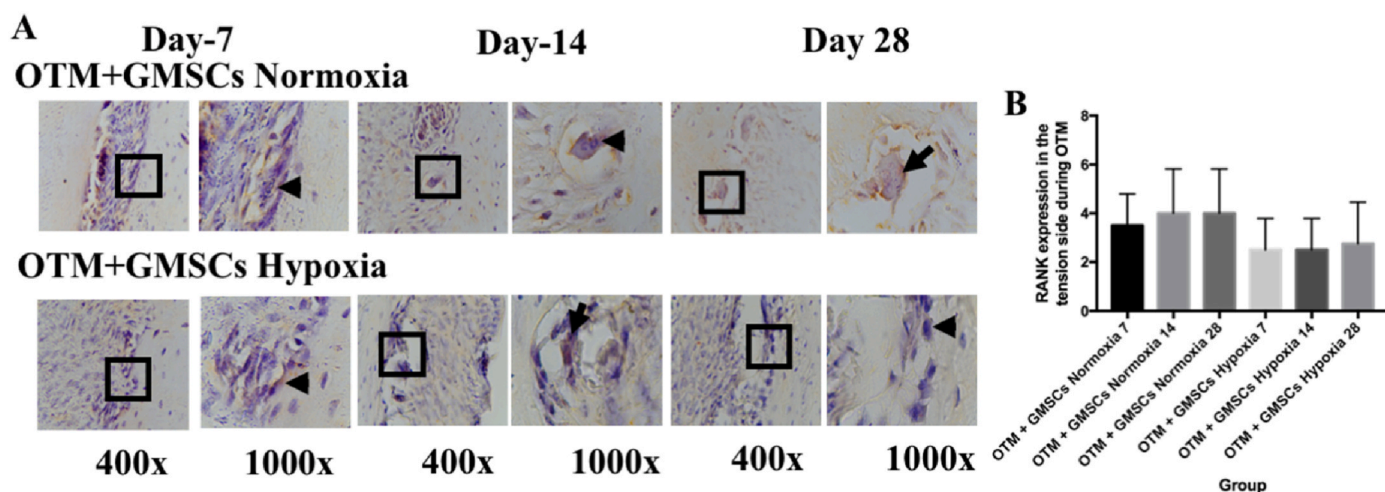 A
Day-7 Day-14 Day 28
OTM+GMSCs Normoxia
OTM+GMSCs Hypoxia
400x 1000x 400x 1000x 400x 1000x
B
RANK expression in the
tension side during OTM
8
6
4
2
0
OTM + GMSCs Normoxia 7
OTM + GMSCs Normoxia 14
OTM + GMSCs Normoxia 28
OTM + GMSCs Hypoxia 7
OTM + GMSCs Hypoxia 14
OTM + GMSCs Hypoxia 28
Group